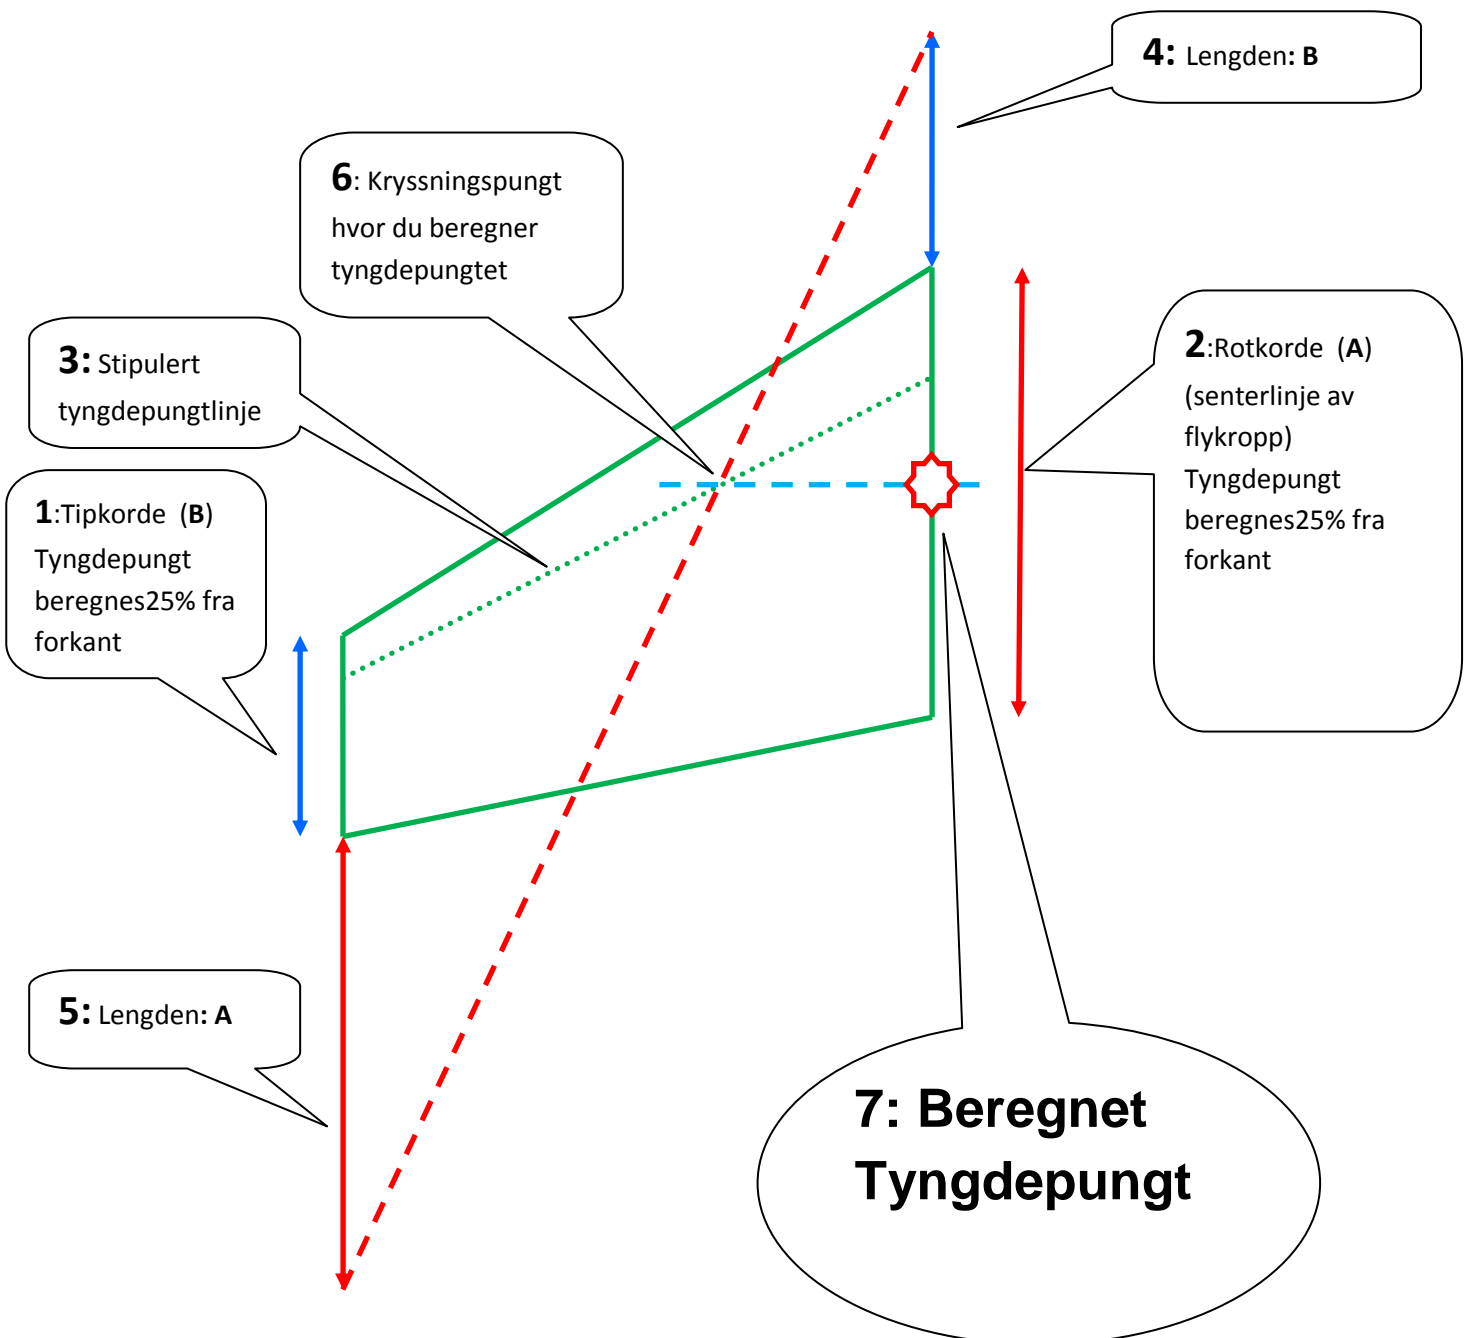 4: Lengden: B
6: Kryssningspungt
hvor du beregner
tyngdepungtet
3: Stipulert
tyngdepungtlinje
2:Rotkorde (A)
(senterlinje av
flykropp)
Tyngdepungt
beregnes25% fra
forkant
1:Tipkorde (B)
Tyngdepungt
beregnes25% fra
forkant
5: Lengden: A
7: Beregnet
Tyngdepungt